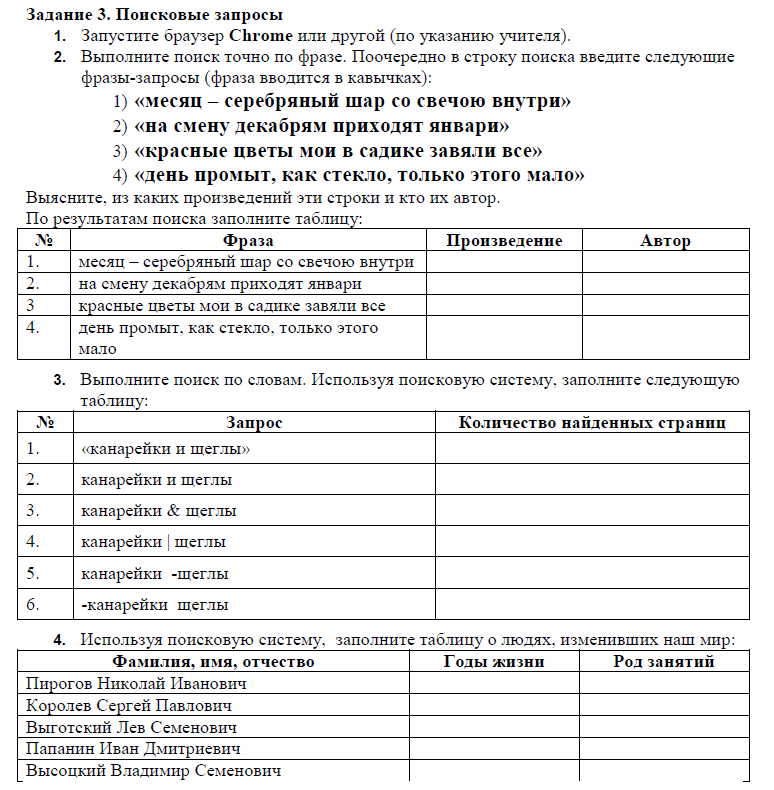 Задание 3. Поисковые запросы
1. Запустите браузер Chrome или другой (по указанию учителя).
2. Выполните поиск точно по фразе. Поочередно в строку поиска введите следующие
фразы-запросы (фраза вводится в кавычках):
1) «месяц – серебряный шар со свечою внутри»
2) «на смену декабрям приходят январи»
3) «красные цветы мои в садике завяли все»
4) «день промыт, как стекло, только этого мало»
Выясните, из каких произведений эти строки и кто их автор.
По результатам поиска заполните таблицу:
№ Фраза Произведение Автор
1. месяц – серебряный шар со свечою внутри
2. на смену декабрям приходят январи
3 красные цветы мои в садике завяли все
4. день промыт, как стекло, только этого
мало
3. Выполните поиск по словам. Используя поисковую систему, заполните следующую
таблицу:
№ Запрос Количество найденных страниц
1. «канарейки и щеглы»
2. канарейки и щеглы
3. канарейки & щеглы
4. канарейки | щеглы
5. канарейки -щеглы
6. -канарейки щеглы
4. Используя поисковую систему, заполните таблицу о людях, изменивших наш мир:
Фамилия, имя, отчество Годы жизни Род занятий
Пирогов Николай Иванович
Королев Сергей Павлович
Выготский Лев Семенович
Папанин Иван Дмитриевич
Высоцкий Владимир Семенович